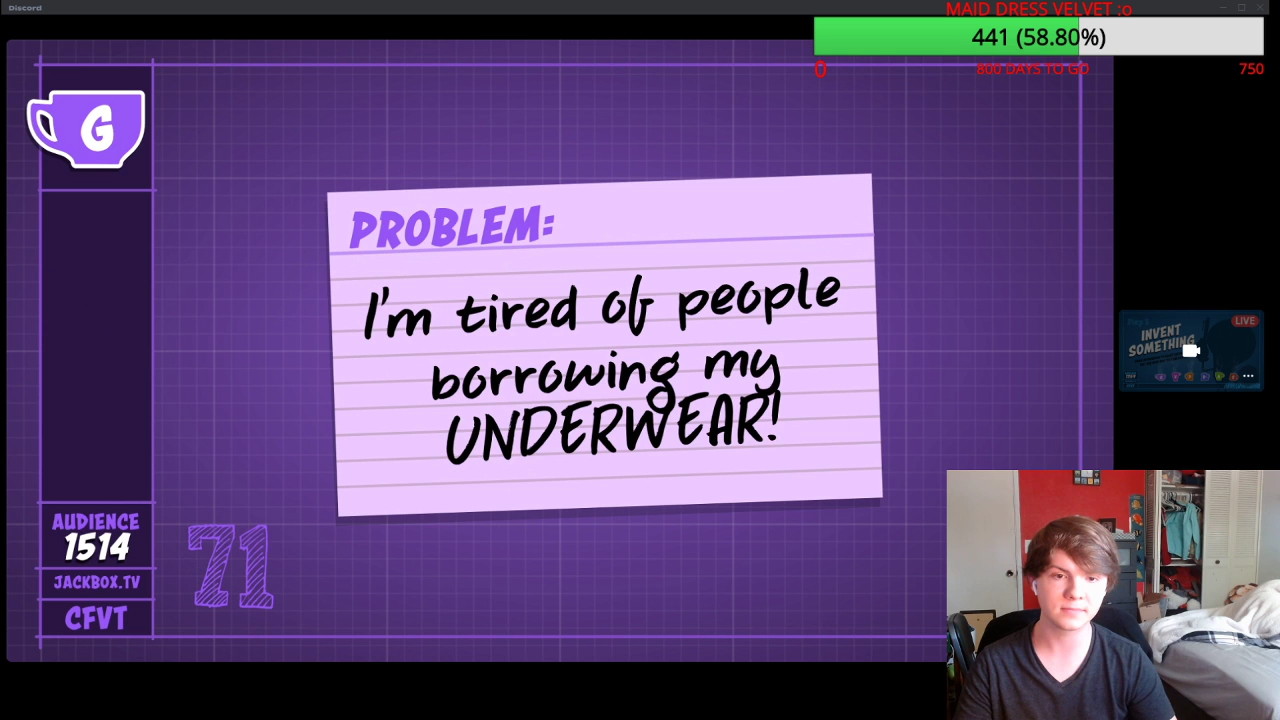 Discord
MAID DRESS VELVET :o
441 (58.80%)
0
800 DAYS TO GO
750
G
PROBLEM:
I'm tired of people
borrowing my
UNDERWEAR!
LIVE
INVENT
SOMETHING
AUDIENCE
1514
JACKBOX.TV
CFVT
71